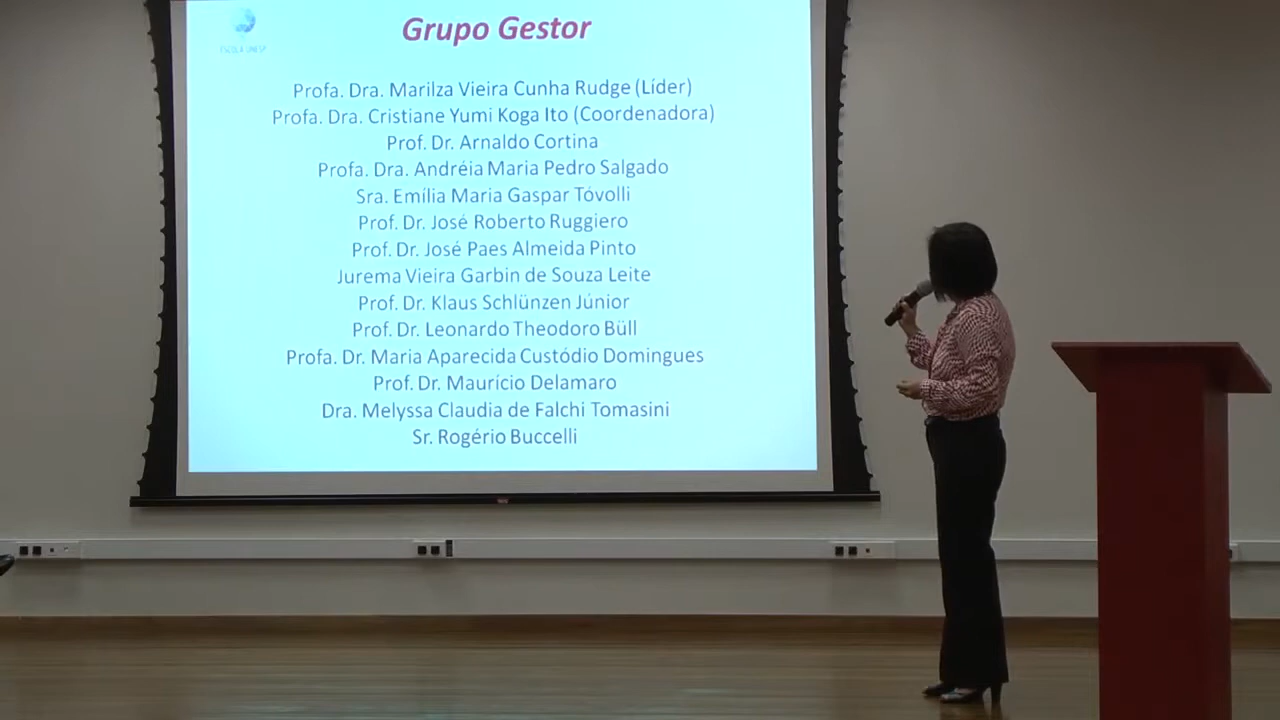 Grupo Gestor
ESCOLA UNESP
Profa. Dra. Marilza Vieira Cunha Rudge (Líder)
Profa. Dra. Cristiane Yumi Koga Ito (Coordenadora)
Prof. Dr. Arnaldo Cortina
Profa. Dra. Andréia Maria Pedro Salgado
Sra. Emília Maria Gaspar Tóvolli
Prof. Dr. José Roberto Ruggiero
Prof. Dr. José Paes Almeida Pinto
Jurema Vieira Garbin de Souza Leite
Prof. Dr. Klaus Schlünzen Júnior
Prof. Dr. Leonardo Theodoro Büll
Profa. Dr. Maria Aparecida Custódio Domingues
Prof. Dr. Maurício Delamaro
Dra. Melyssa Claudia de Falchi Tomasini
Sr. Rogério Buccelli